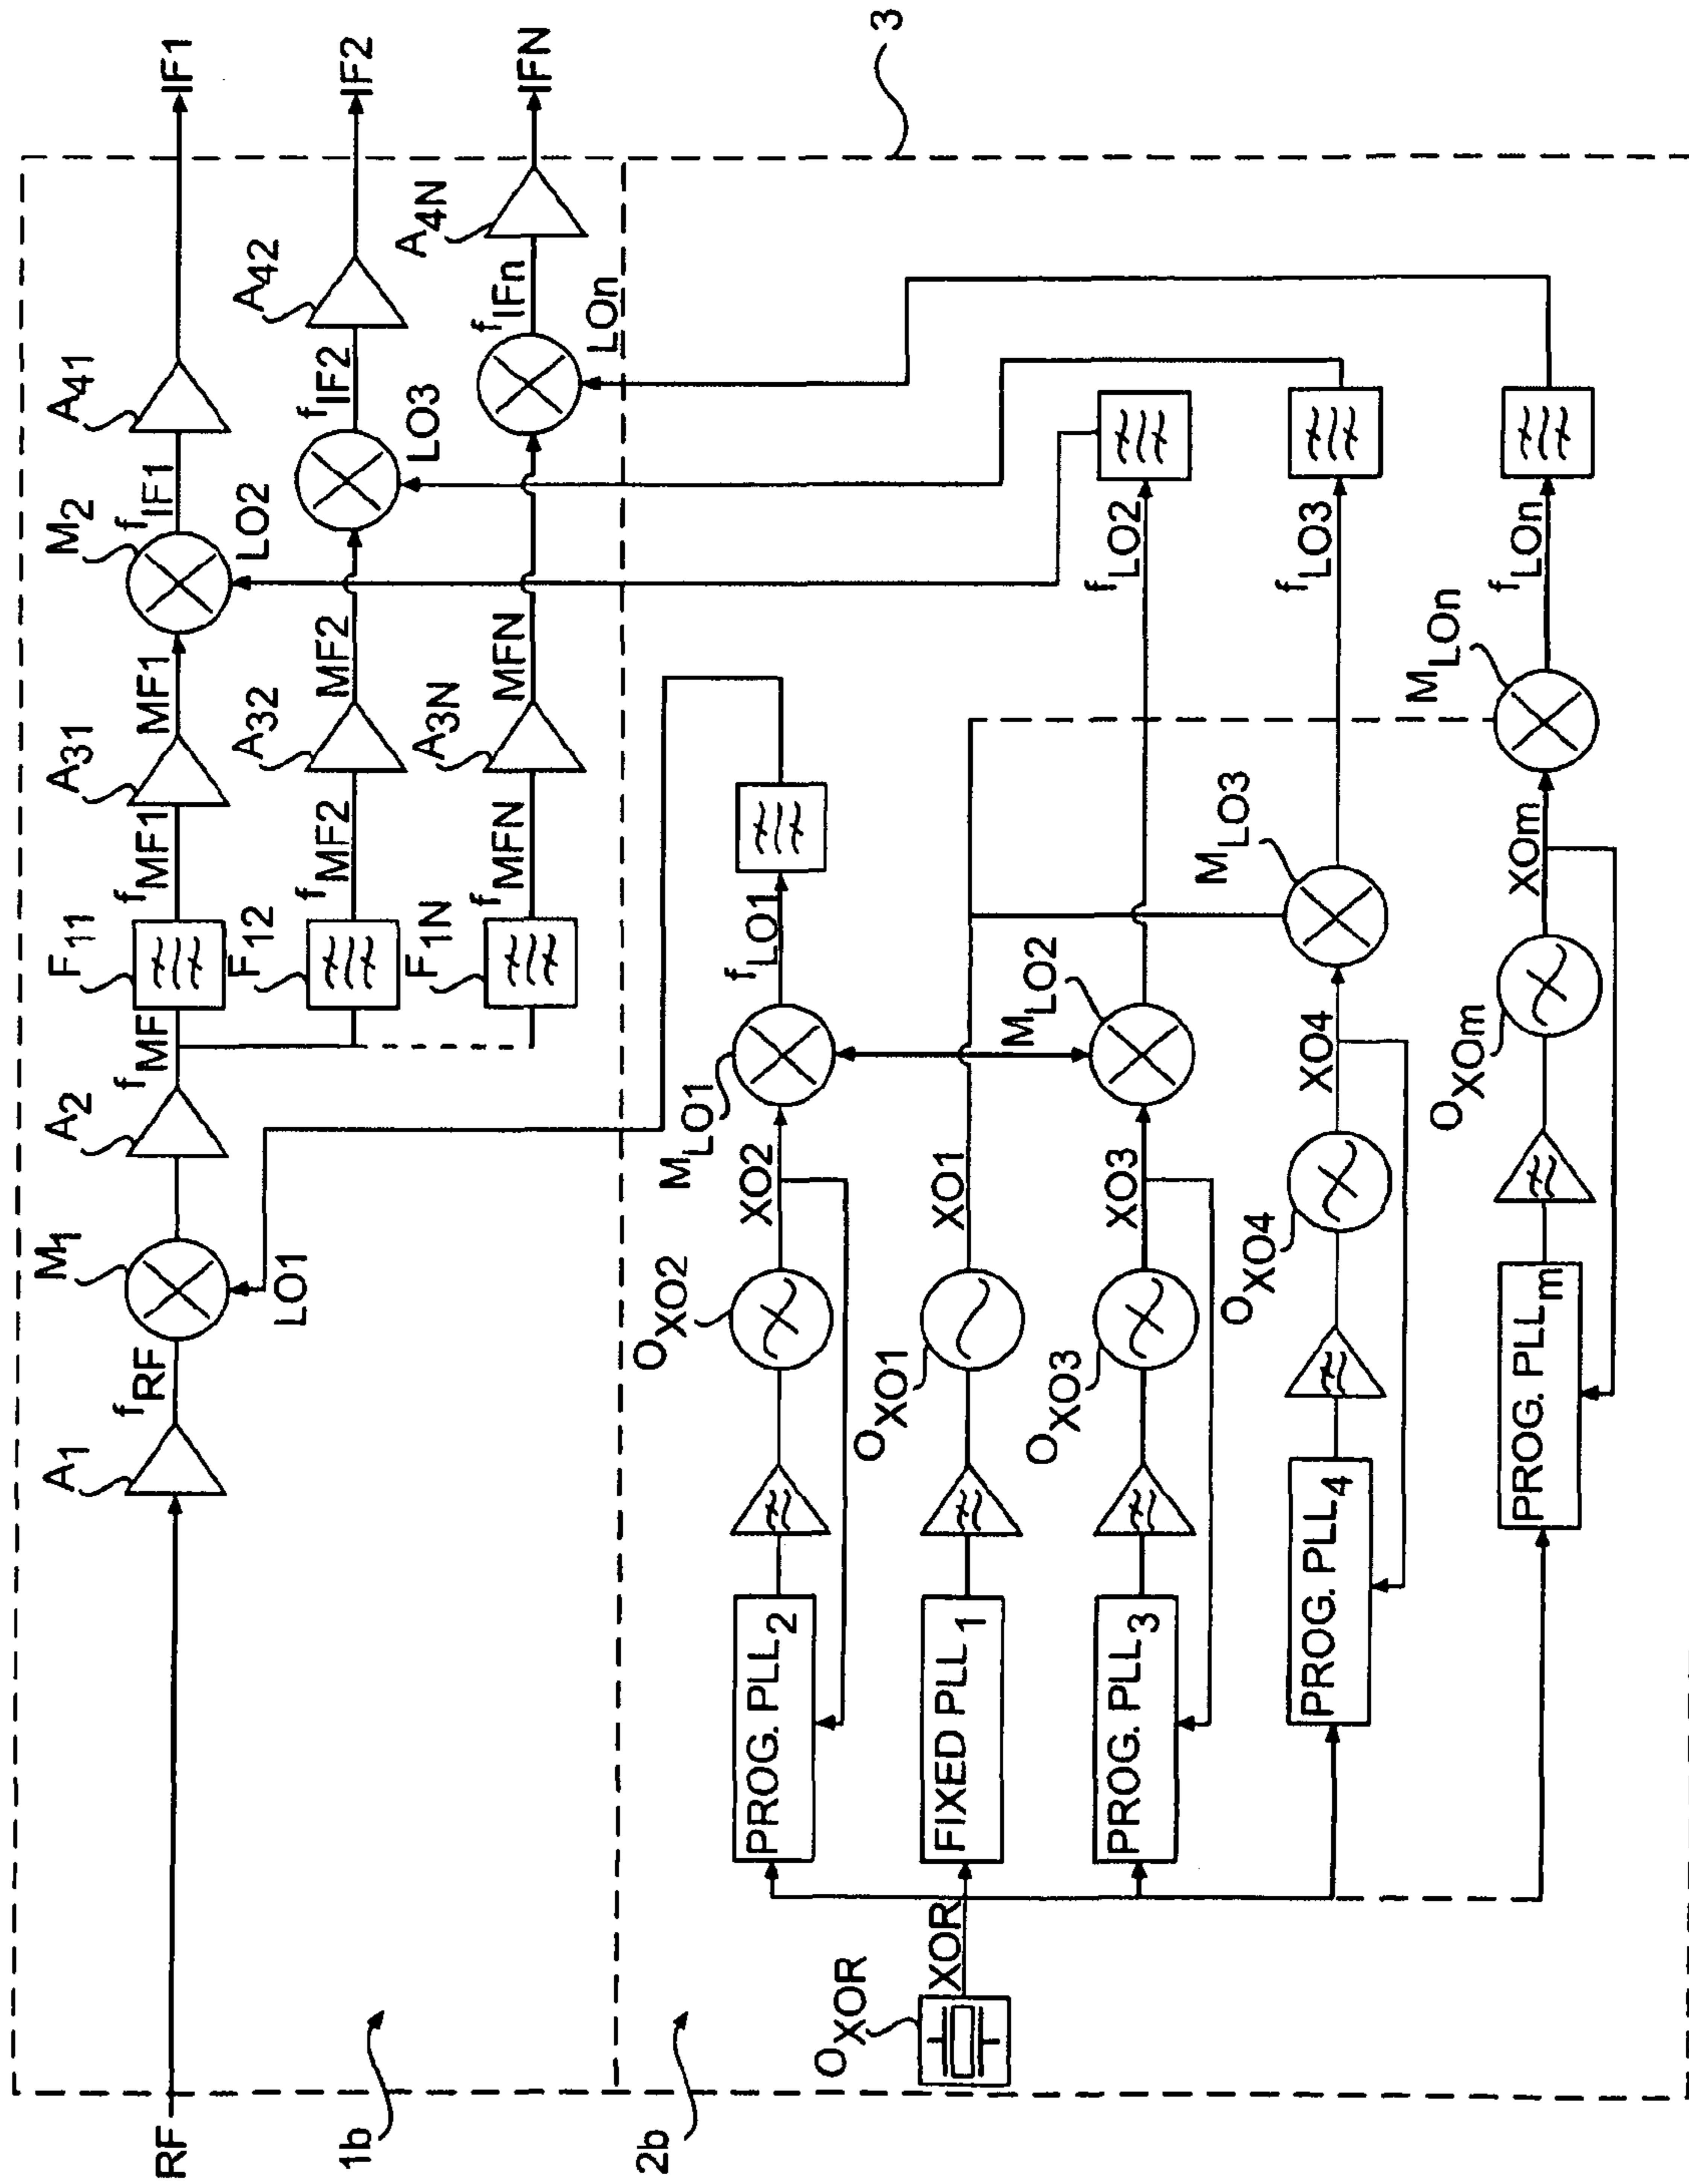 RF
A1
fRF
M1
LO1
A2
fMF
F11
fMF1
A31
MF1
M2
fIF1
LO2
A41
IF1
F12
fMF2
A32
MF2
fIF2
LO3
A42
IF2
F1N
fMFN
A3N
MFN
fIFn
LOn
A4N
IFN
1b
2b
3
OXOR
XOR
PROG. PLL2
OXO2
XO2
MLO1
fLO1
FIXED PLL1
OXO1
XO1
PROG. PLL3
OXO3
XO3
MLO2
fLO2
PROG. PLL4
OXO4
XO4
MLO3
fLO3
PROG. PLLm
OXOm
XOm
MLOn
fLOn